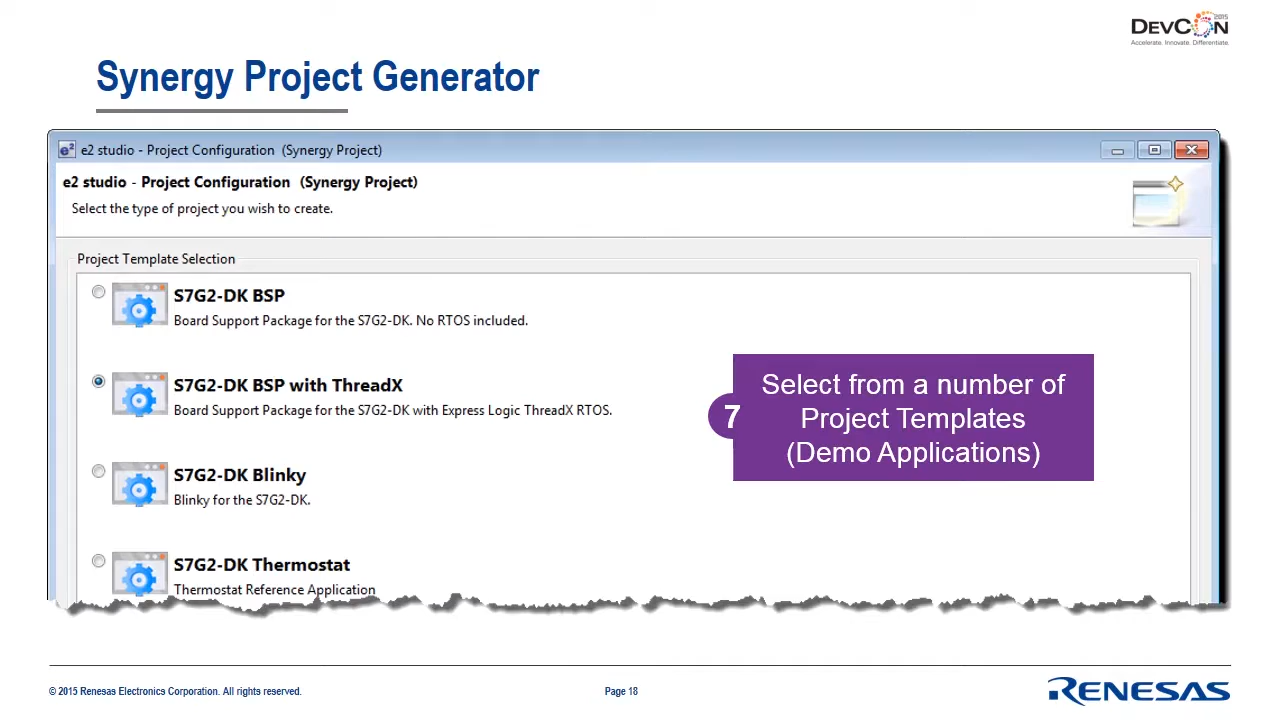 DevCon 2015
Accelerate. Innovate. Differentiate.
Synergy Project Generator
e² e2 studio - Project Configuration (Synergy Project)
e2 studio - Project Configuration (Synergy Project)
Select the type of project you wish to create.
Project Template Selection
S7G2-DK BSP
Board Support Package for the S7G2-DK. No RTOS included.
S7G2-DK BSP with ThreadX
Board Support Package for the S7G2-DK with Express Logic ThreadX RTOS.
S7G2-DK Blinky
Blinky for the S7G2-DK.
S7G2-DK Thermostat
Thermostat Reference Application
7
Select from a number of
Project Templates
(Demo Applications)
© 2015 Renesas Electronics Corporation. All rights reserved.
Page 18
RENESAS